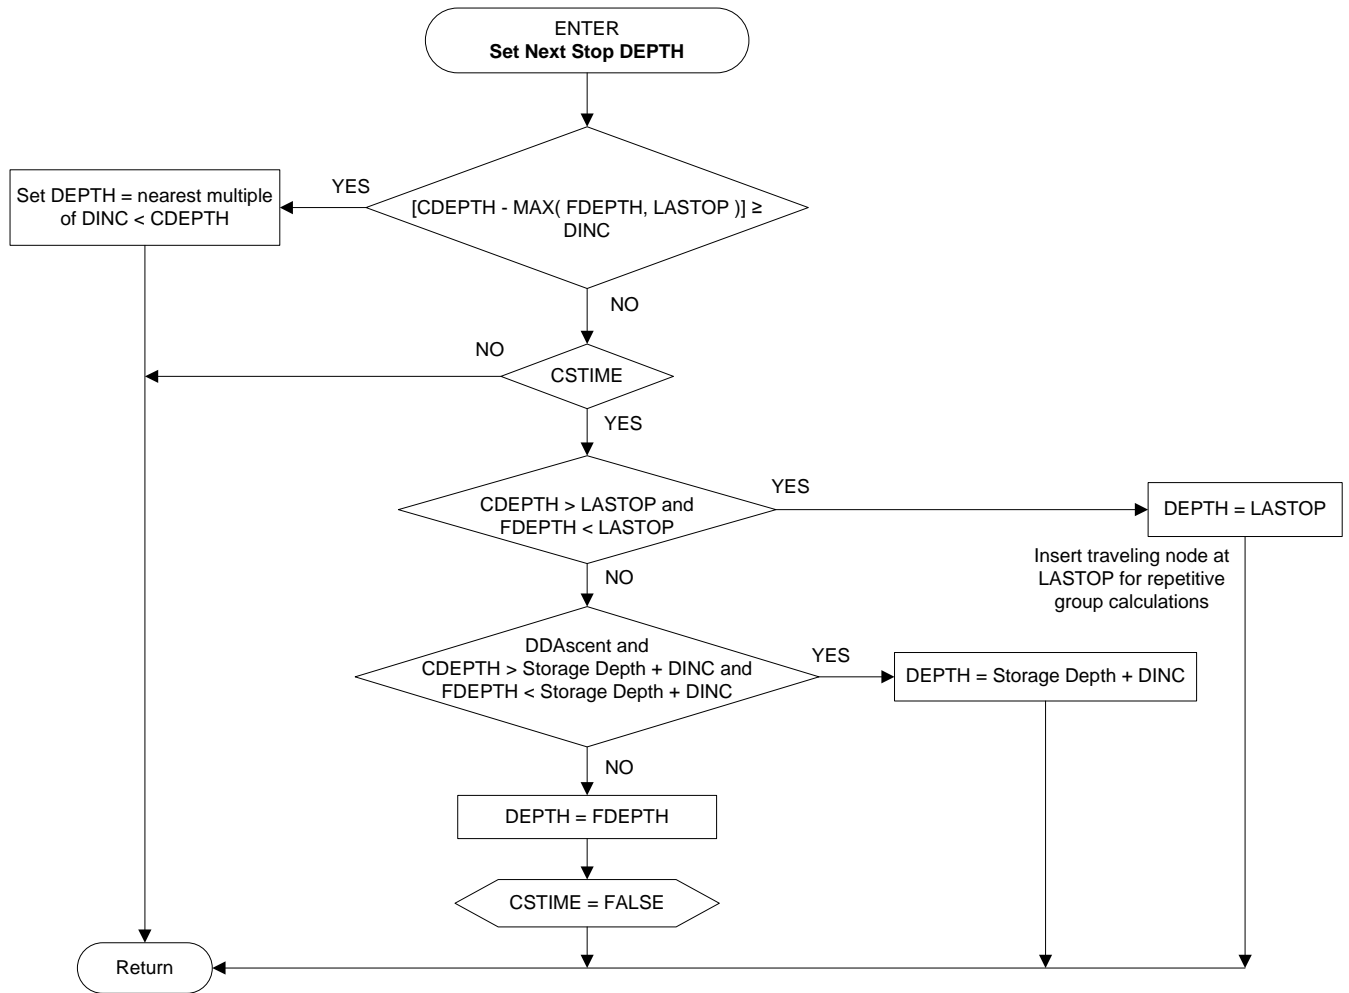 ENTER
Set Next Stop DEPTH
YES
Set DEPTH = nearest multiple
of DINC < CDEPTH
[CDEPTH - MAX( FDEPTH, LASTOP )] ≥
DINC
NO
NO
CSTIME
YES
CDEPTH > LASTOP and
FDEPTH < LASTOP
YES
DEPTH = LASTOP
Insert traveling node at
LASTOP for repetitive
group calculations
NO
DDAscent and
CDEPTH > Storage Depth + DINC and
FDEPTH < Storage Depth + DINC
YES
DEPTH = Storage Depth + DINC
NO
DEPTH = FDEPTH
CSTIME = FALSE
Return